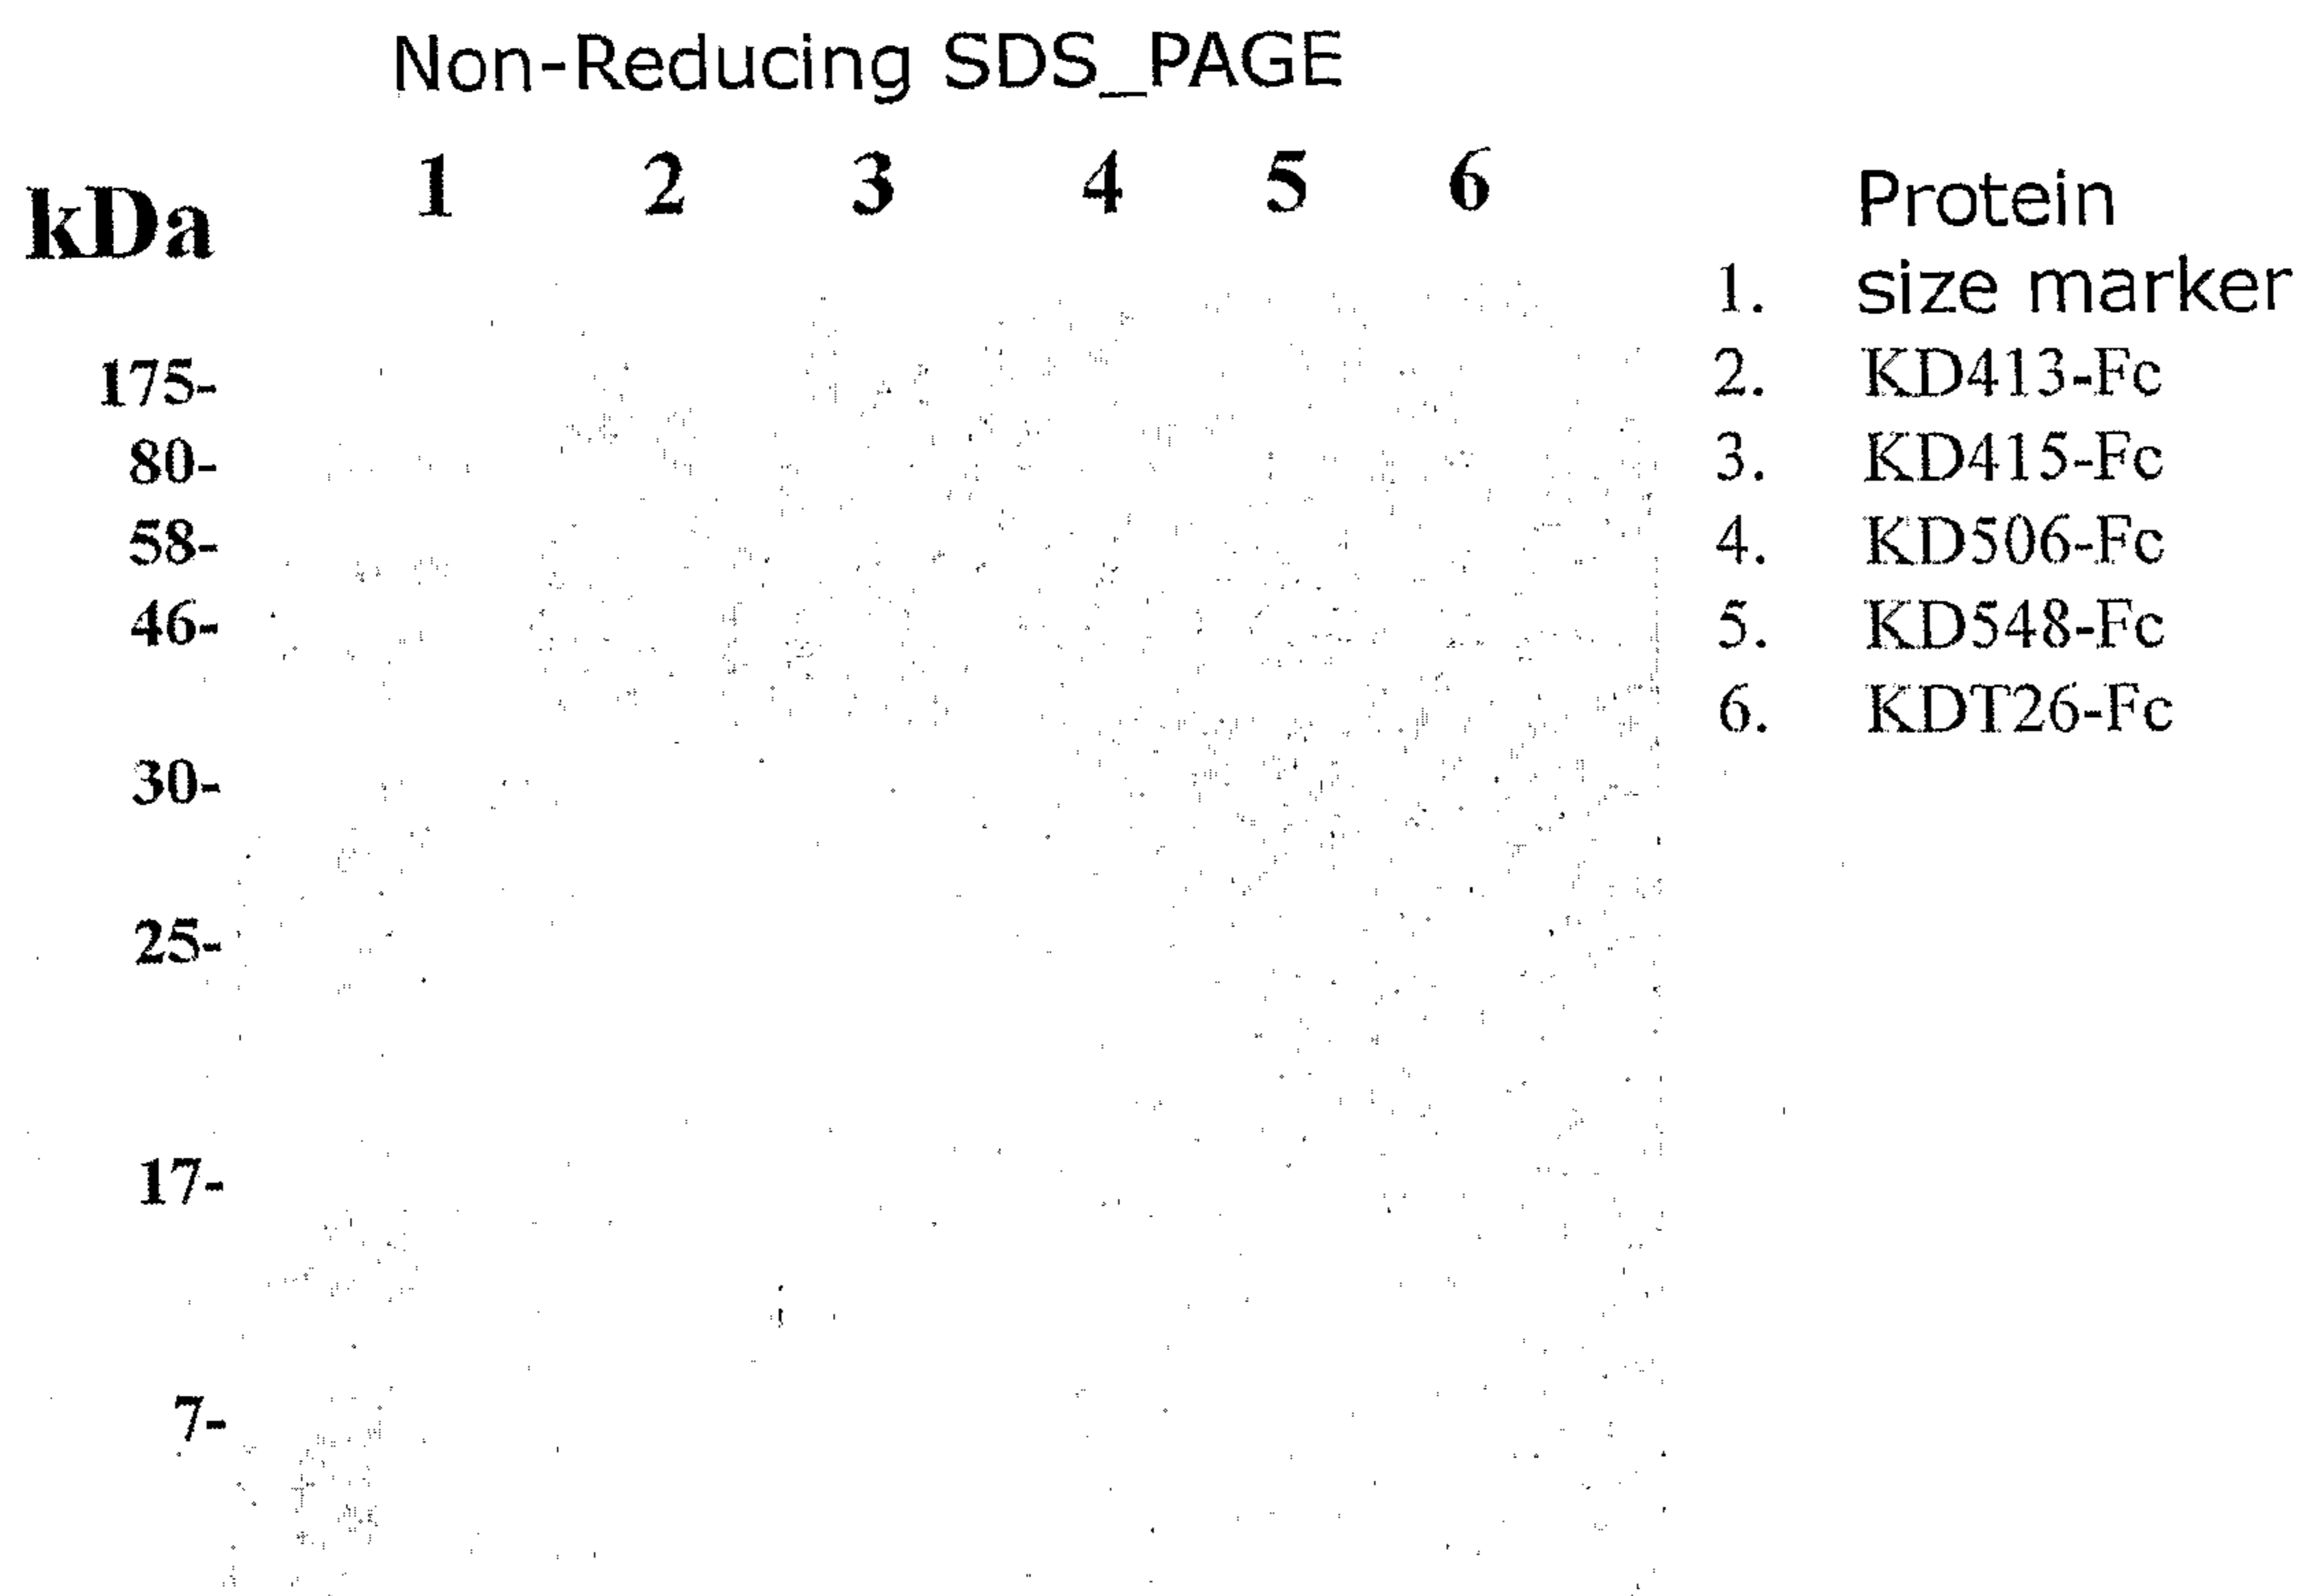 Non-Reducing SDS_PAGE
1 2 3 4 5 6
kDa
175-
80-
58-
46-
30-
25-
17-
7-
Protein
1. size marker
2. KD413-Fc
3. KD415-Fc
4. KD506-Fc
5. KD548-Fc
6. KDT26-Fc